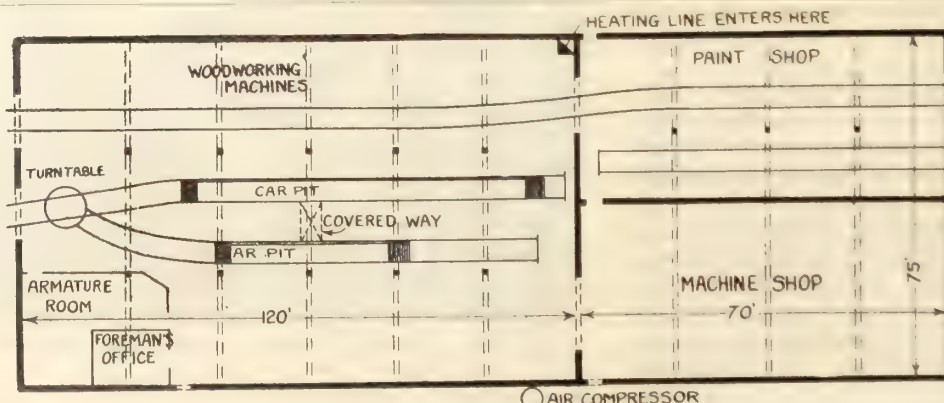 HEATING LINE ENTERS HERE
WOODWORKING
MACHINES
PAINT SHOP
TURNTABLE
CAR PIT
COVERED WAY
AR PIT
ARMATURE
ROOM
MACHINE SHOP
75'
120'
70'
FOREMAN'S
OFFICE
AIR COMPRESSOR